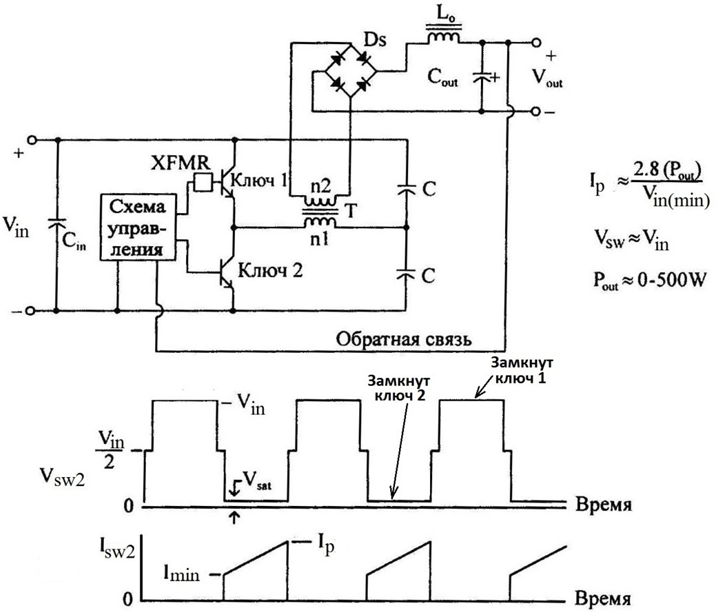 Lo
Ds
Cout
+
+
Vout
−
XFMR
Ключ 1
+
Vin
Cin
Схема
управ-
ления
n2
T
n1
C
C
Ключ 2
−
Обратная связь
Ip ≈ 2.8 (Pout) / Vin(min)
Vsw ≈ Vin
Pout ≈ 0-500W
Замкнут
ключ 1
Замкнут
ключ 2
Vin
Vin/2
Vsw2
Vsat
0
Время
Isw2
Ip
Imin
0
Время